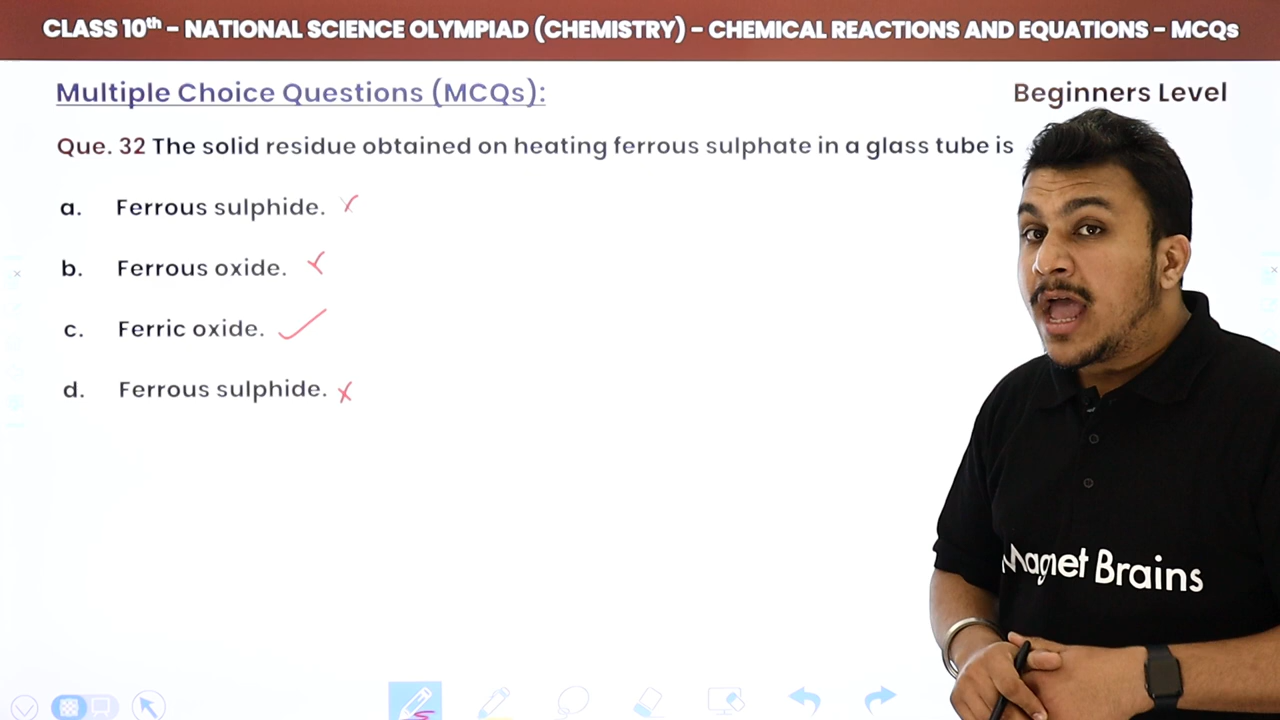 CLASS 10th – NATIONAL SCIENCE OLYMPIAD (CHEMISTRY) – CHEMICAL REACTIONS AND EQUATIONS – MCQs
Multiple Choice Questions (MCQs):
Beginners Level
Que. 32 The solid residue obtained on heating ferrous sulphate in a glass tube is
a. Ferrous sulphide.
b. Ferrous oxide.
c. Ferric oxide.
d. Ferrous sulphide.
Magnet Brains